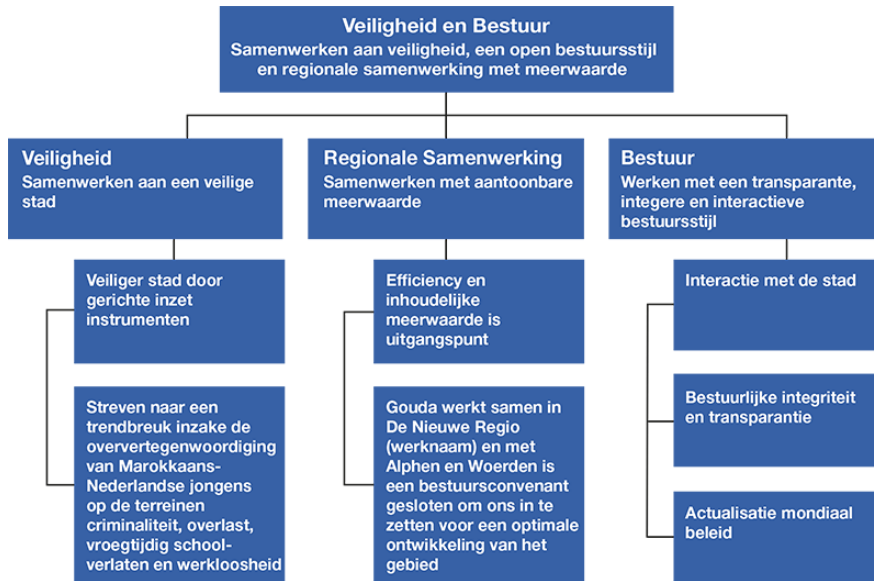 Veiligheid en Bestuur
Samenwerken aan veiligheid, een open bestuursstijl
en regionale samenwerking met meerwaarde
Veiligheid
Samenwerken aan een veilige
stad
Regionale Samenwerking
Samenwerken met aantoonbare
meerwaarde
Bestuur
Werken met een transparante,
integere en interactieve
bestuursstijl
Veiliger stad door
gerichte inzet
instrumenten
Efficiency en
inhoudelijke
meerwaarde is
uitgangspunt
Interactie met de stad
Streven naar een
trendbreuk inzake de
oververtegenwoordiging
van Marokkaans-
Nederlandse jongens
op de terreinen
criminaliteit, overlast,
vroegtijdig school-
verlaten en werkloosheid
Gouda werkt samen in
De Nieuwe Regio
(werknaam) en met
Alphen en Woerden is
een bestuursconvenant
gesloten om ons in te
zetten voor een optimale
ontwikkeling van het
gebied
Bestuurlijke integriteit
en transparantie
Actualisatie mondiaal
beleid